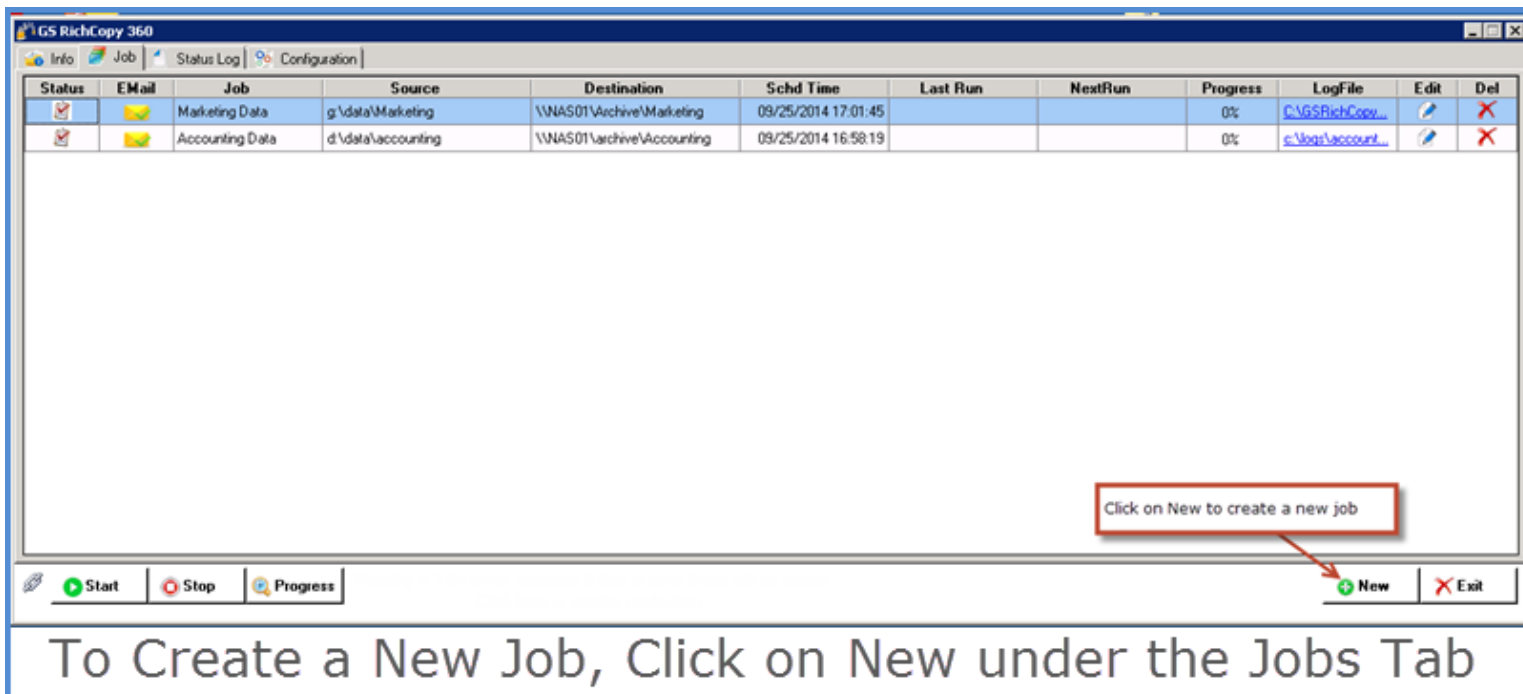 GS RichCopy 360
Info Job Status Log Configuration
Status EMail Job Source Destination Schd Time Last Run NextRun Progress LogFile Edit Del
Marketing Data g:\data\Marketing \\NAS01\Archive\Marketing 09/25/2014 17:01:45 0% C:\GSRichCopy...
Accounting Data d:\data\accounting \\NAS01\archive\Accounting 09/25/2014 16:58:19 0% c:\logs\account...
Click on New to create a new job
Start Stop Progress New Exit
To Create a New Job, Click on New under the Jobs Tab